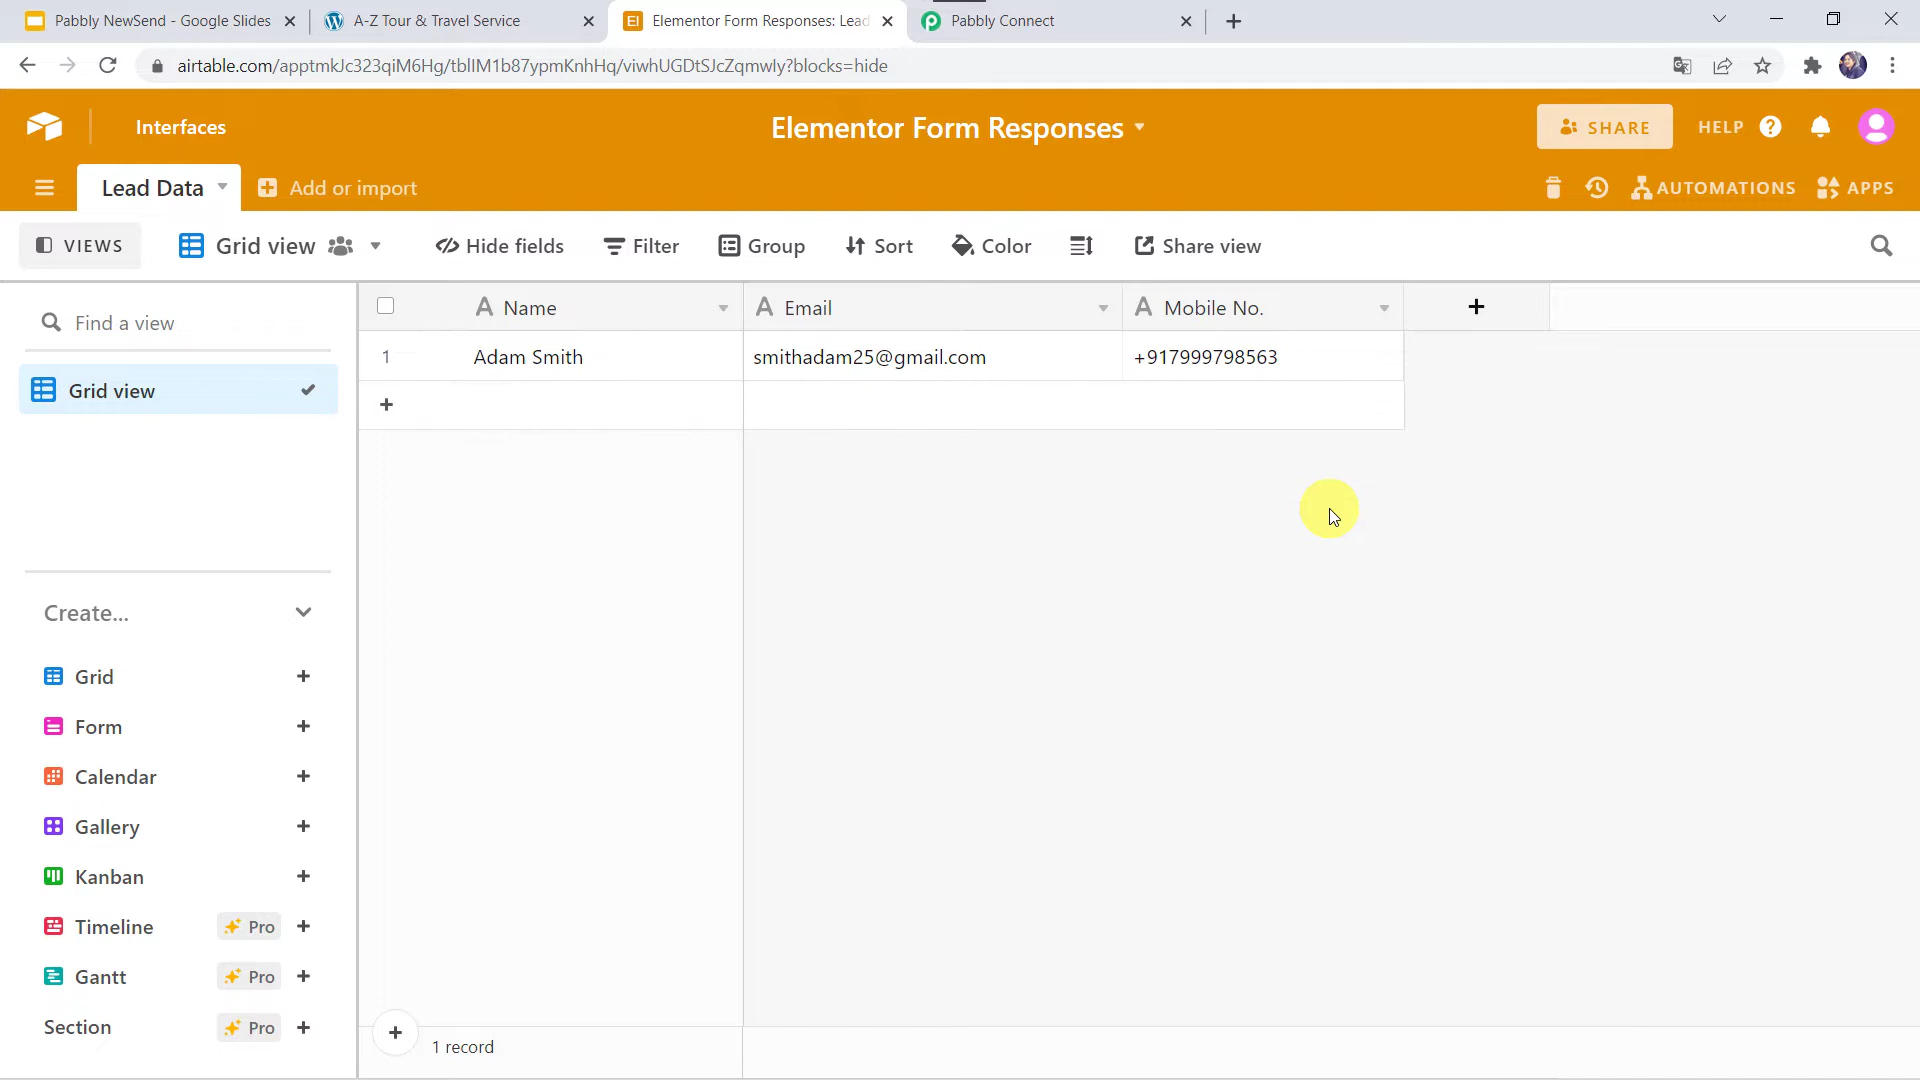 Pabbly NewSend - Google Slides
A-Z Tour & Travel Service
EI Elementor Form Responses: Lead
Pabbly Connect
airtable.com/apptmkJc323qiM6Hg/tblIM1b87ypmKnhHq/viwhUGDtSJcZqmwIy?blocks=hide
Interfaces
Elementor Form Responses
SHARE
HELP
Lead Data
Add or import
AUTOMATIONS
APPS
VIEWS
Grid view
Hide fields
Filter
Group
Sort
Color
Share view
Find a view
Grid view
Name
Email
Mobile No.
1
Adam Smith
smithadam25@gmail.com
+917999798563
Create...
Grid
Form
Calendar
Gallery
Kanban
Timeline
Pro
Gantt
Pro
Section
Pro
1 record